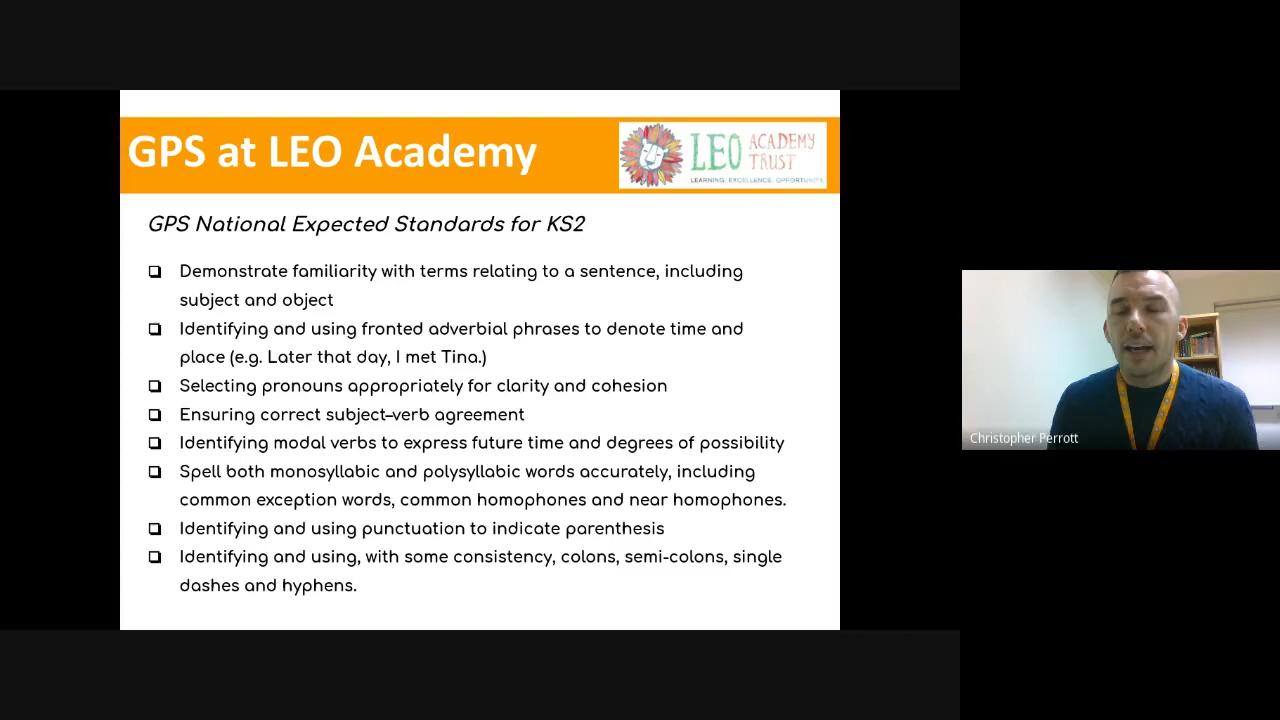 GPS at LEO Academy
LEO ACADEMY TRUST
LEARNING. EXCELLENCE. OPPORTUNITY.
GPS National Expected Standards for KS2
❑ Demonstrate familiarity with terms relating to a sentence, including
subject and object
❑ Identifying and using fronted adverbial phrases to denote time and
place (e.g. Later that day, I met Tina.)
❑ Selecting pronouns appropriately for clarity and cohesion
❑ Ensuring correct subject–verb agreement
❑ Identifying modal verbs to express future time and degrees of possibility
❑ Spell both monosyllabic and polysyllabic words accurately, including
common exception words, common homophones and near homophones.
❑ Identifying and using punctuation to indicate parenthesis
❑ Identifying and using, with some consistency, colons, semi-colons, single
dashes and hyphens.
Christopher Perrott